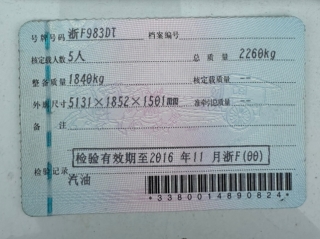 号牌号码 浙F983D1 档案编号
核定载人数 5人 总质量 2260kg
整备质量 1840kg 核定载质量 --
外廓尺寸 5131×1852×1501mm 准牵引总质量 --
备注
检验有效期至2016 年11 月浙F(00)
检验记录
汽油
*3380014890824*